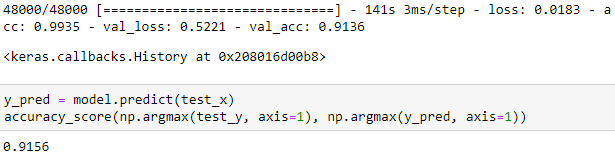 48000/48000 [==============================] - 141s 3ms/step - loss: 0.0183 - a
cc: 0.9935 - val_loss: 0.5221 - val_acc: 0.9136
<keras.callbacks.History at 0x208016d00b8>
y_pred = model.predict(test_x)
accuracy_score(np.argmax(test_y, axis=1), np.argmax(y_pred, axis=1))
0.9156